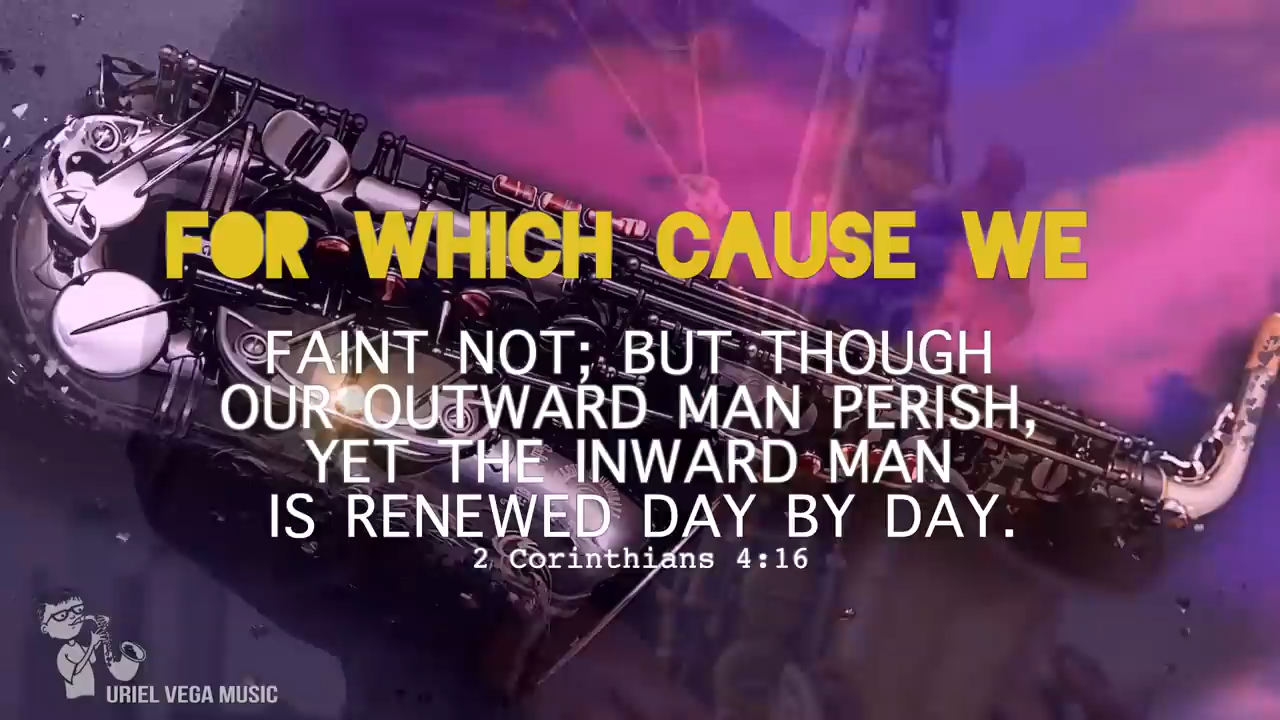 FOR WHICH CAUSE WE
FAINT NOT; BUT THOUGH
OUR OUTWARD MAN PERISH,
YET THE INWARD MAN
IS RENEWED DAY BY DAY.
2 Corinthians 4:16
URIEL VEGA MUSIC